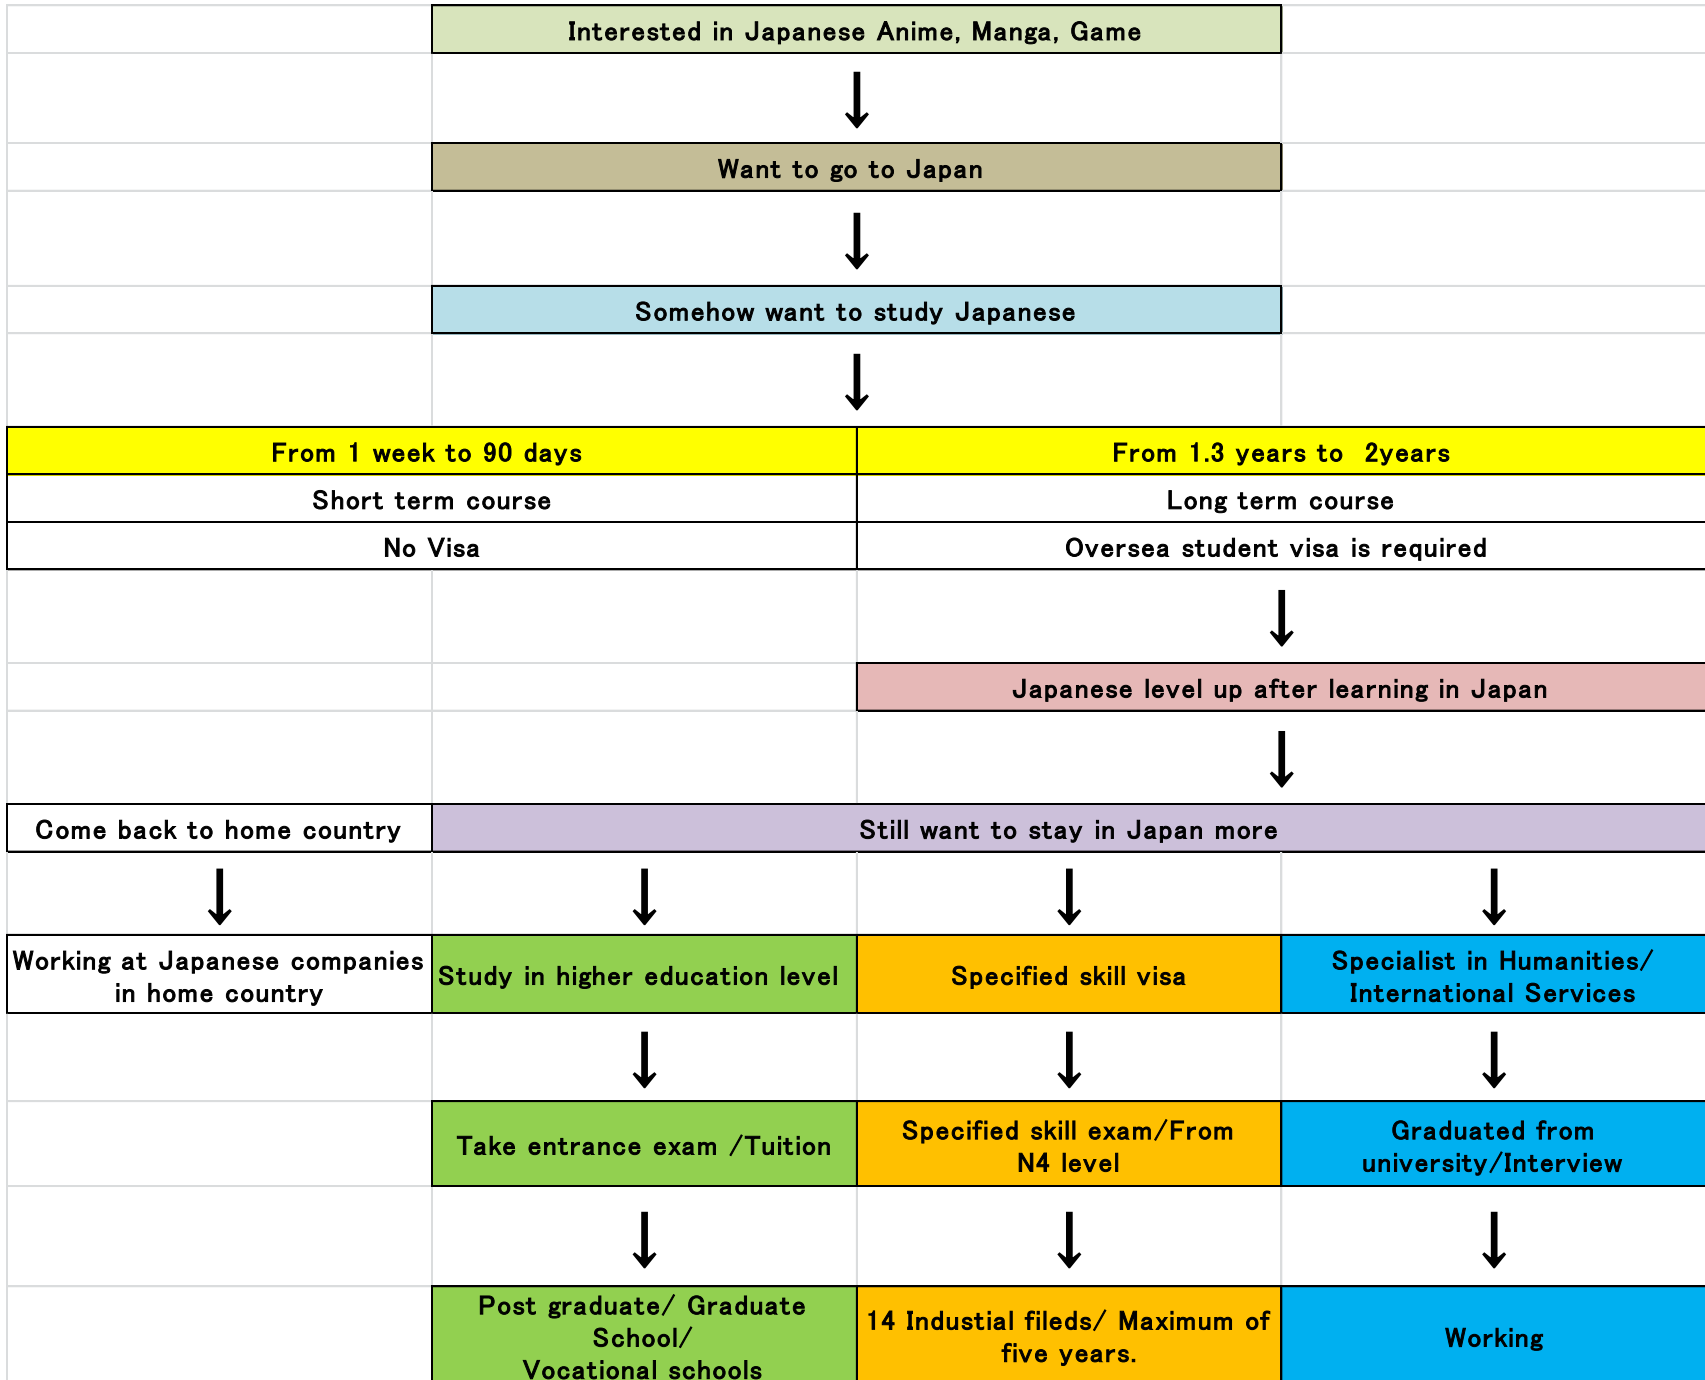 Interested in Japanese Anime, Manga, Game
↓
Want to go to Japan
↓
Somehow want to study Japanese
↓
From 1 week to 90 days
From 1.3 years to 2years
Short term course
Long term course
No Visa
Oversea student visa is required
↓
Japanese level up after learning in Japan
↓
Come back to home country
Still want to stay in Japan more
↓ ↓ ↓ ↓
Working at Japanese companies
in home country
Study in higher education level
Specified skill visa
Specialist in Humanities/
International Services
↓ ↓ ↓
Take entrance exam /Tuition
Specified skill exam/From
N4 level
Graduated from
university/Interview
↓ ↓ ↓
Post graduate/ Graduate
School/
Vocational schools
14 Industial fileds/ Maximum of
five years.
Working